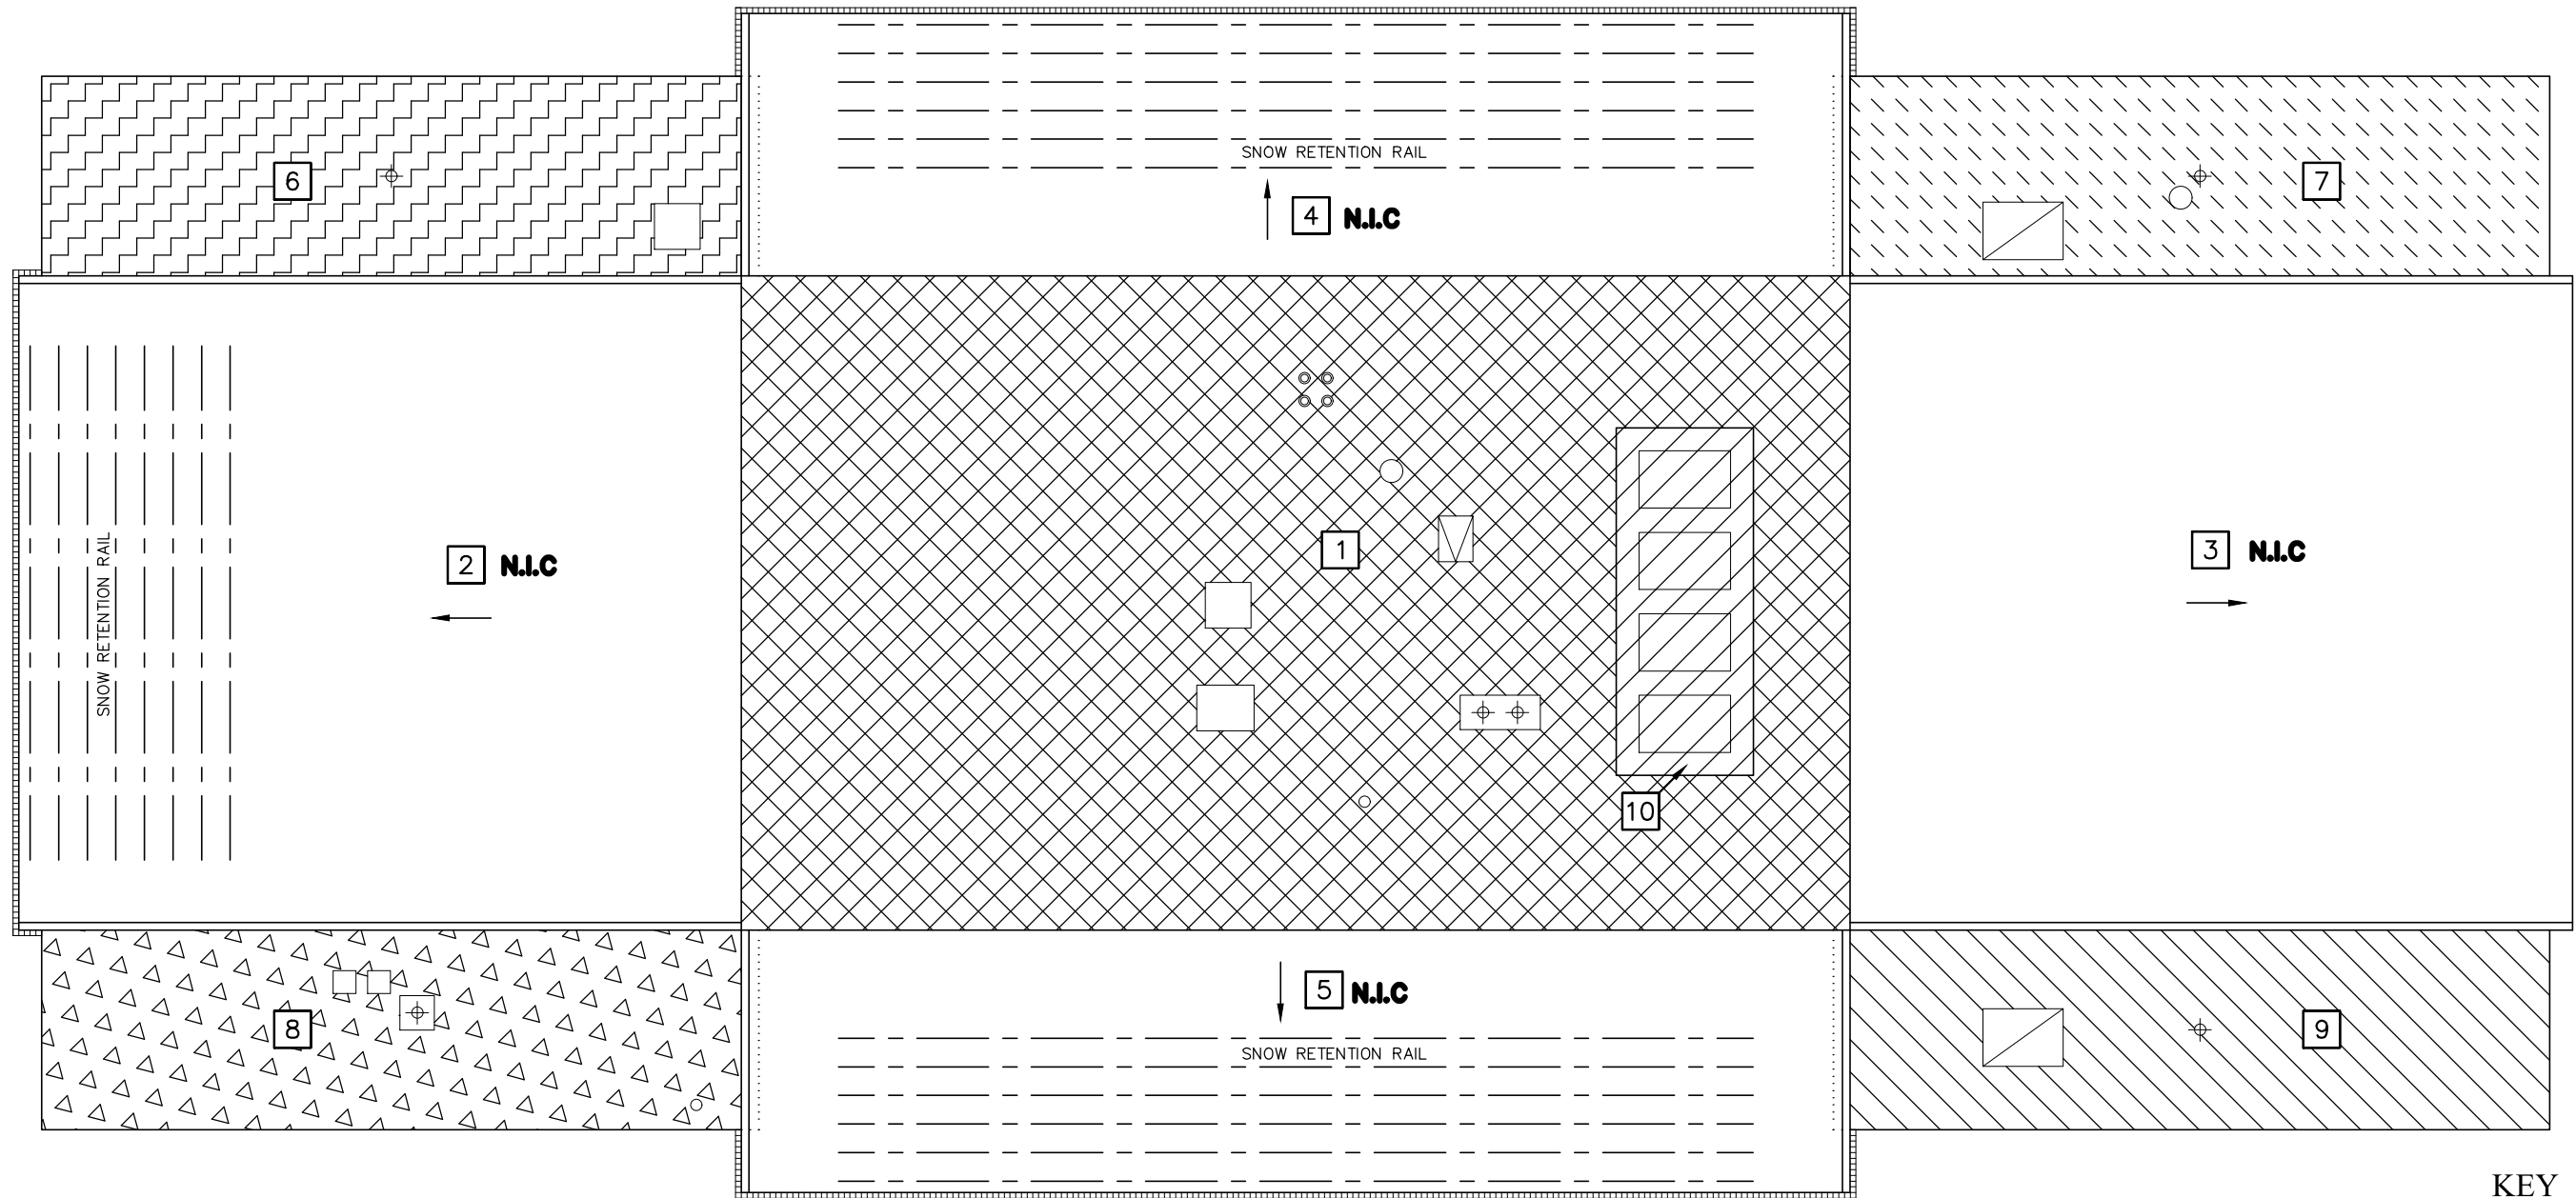 SNOW RETENTION RAIL
6
7
4 N.I.C
1
2 N.I.C
3 N.I.C
SNOW RETENTION RAIL
10
5 N.I.C
8
9
SNOW RETENTION RAIL
KEY